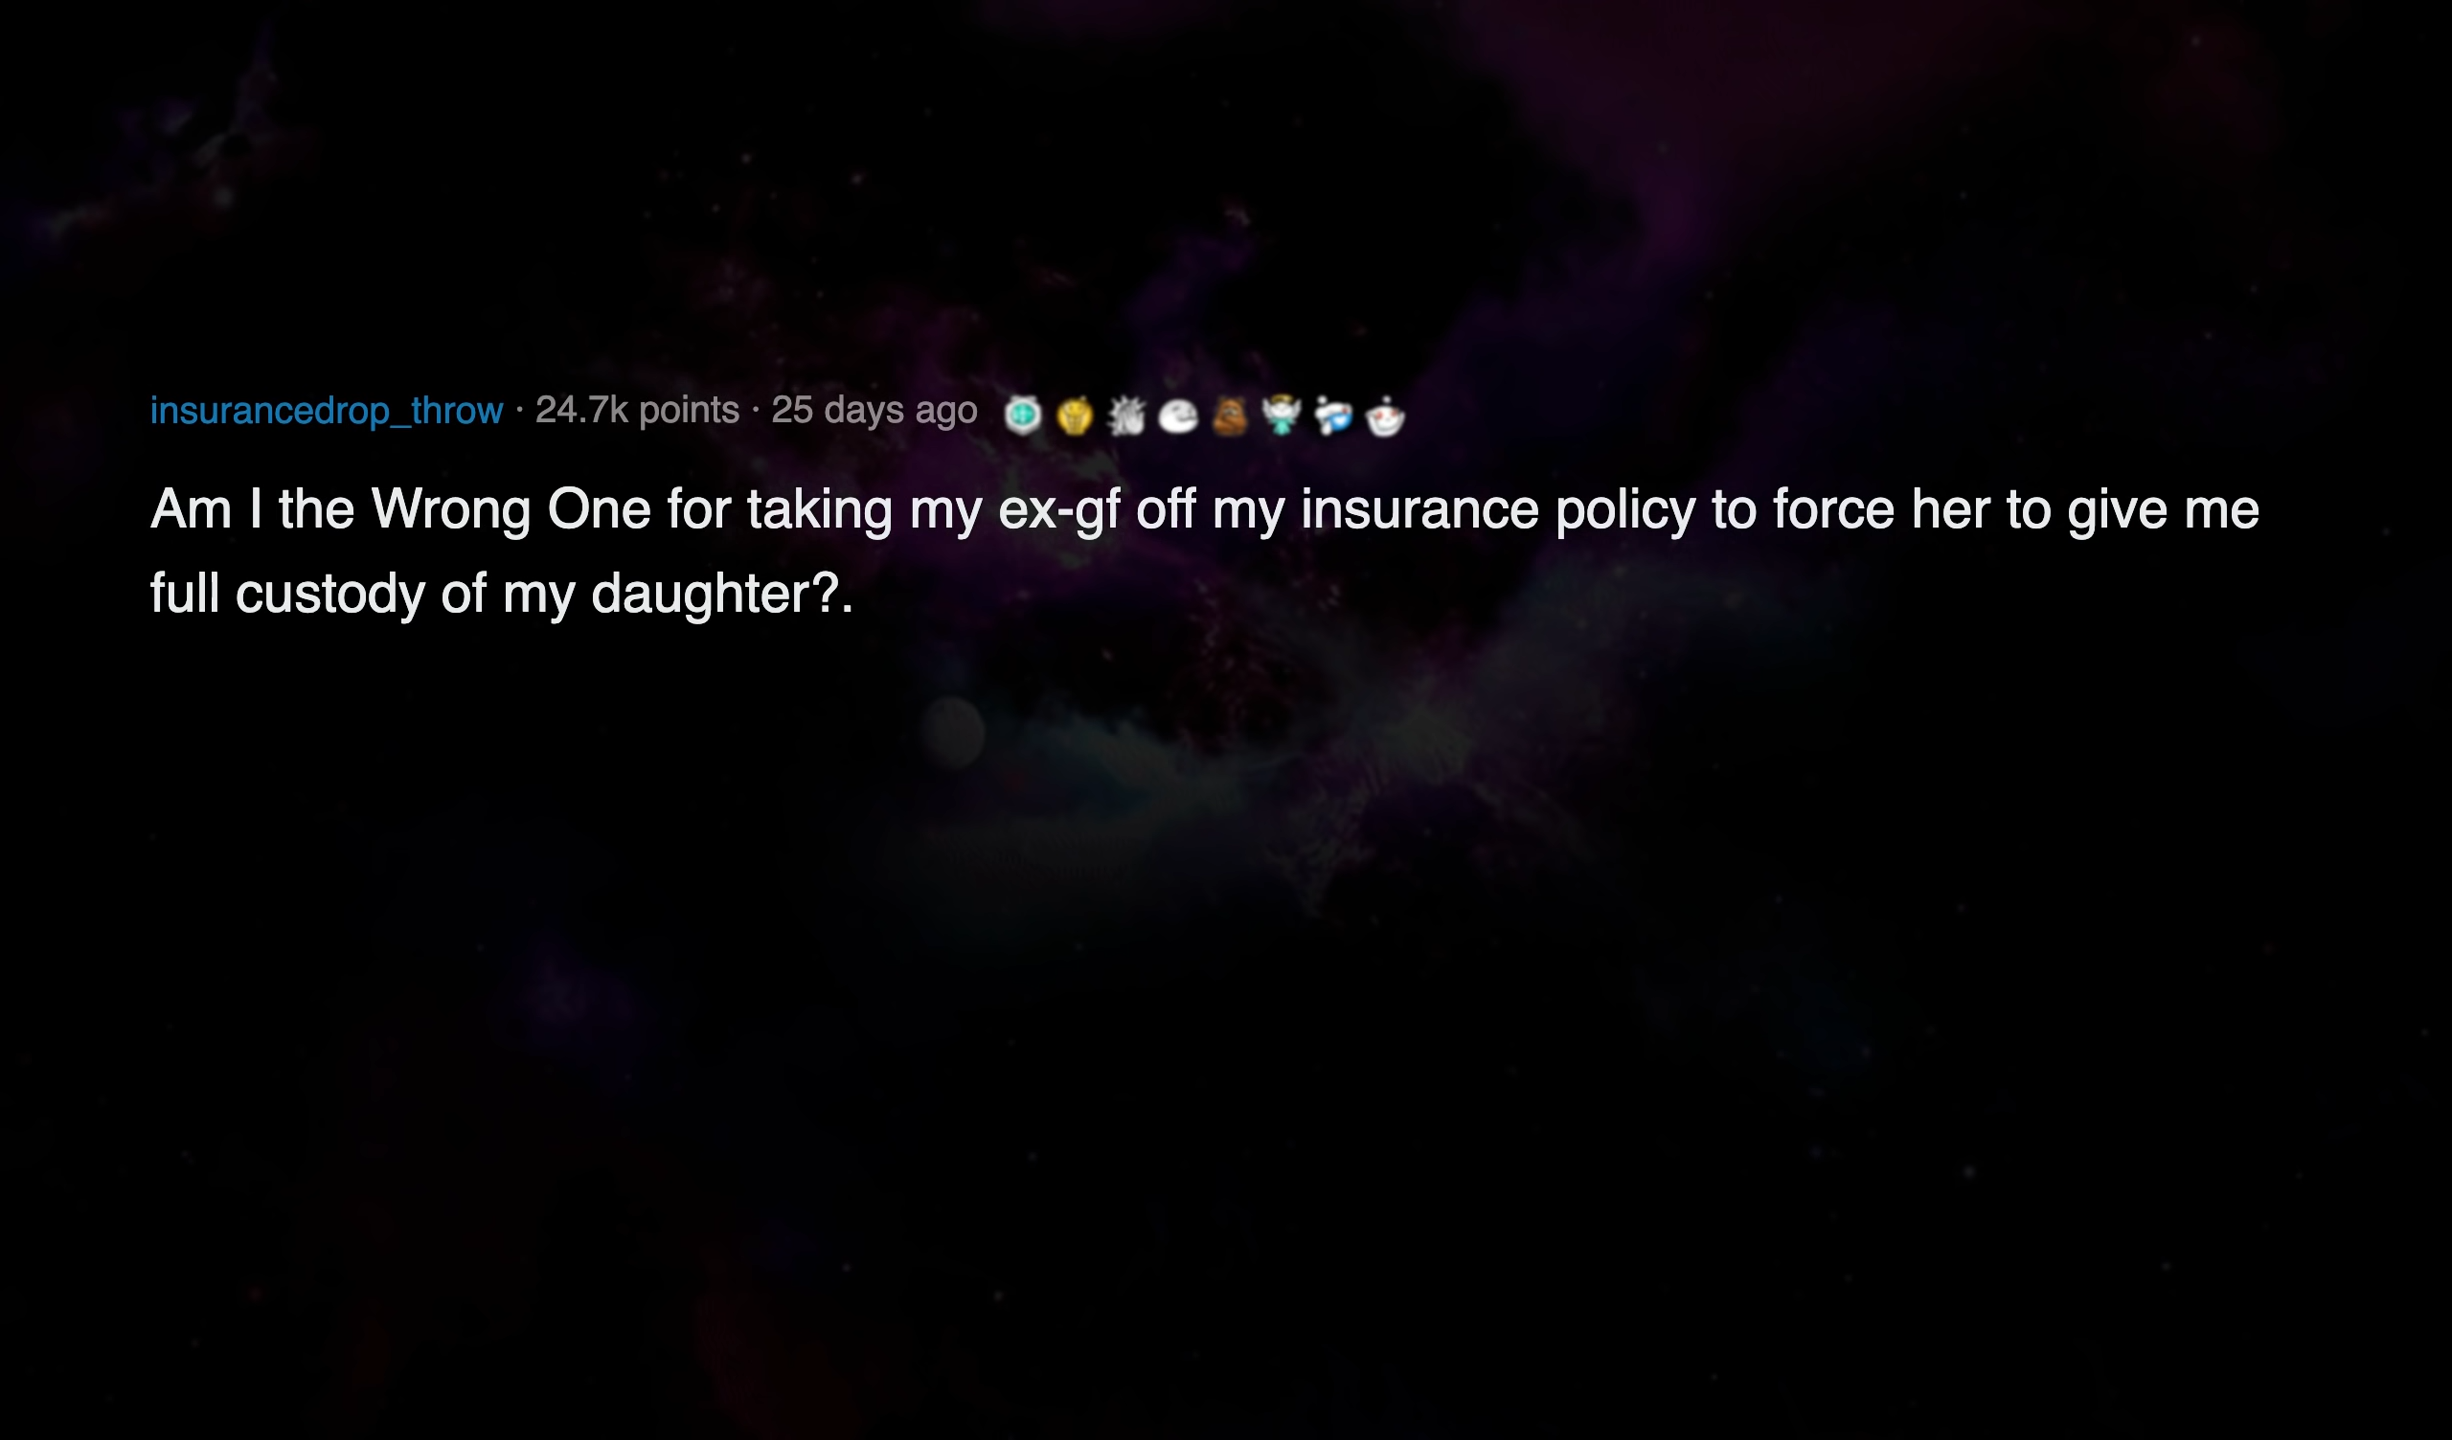 insurancedrop_throw · 24.7k points · 25 days ago
Am I the Wrong One for taking my ex-gf off my insurance policy to force her to give me
full custody of my daughter?.